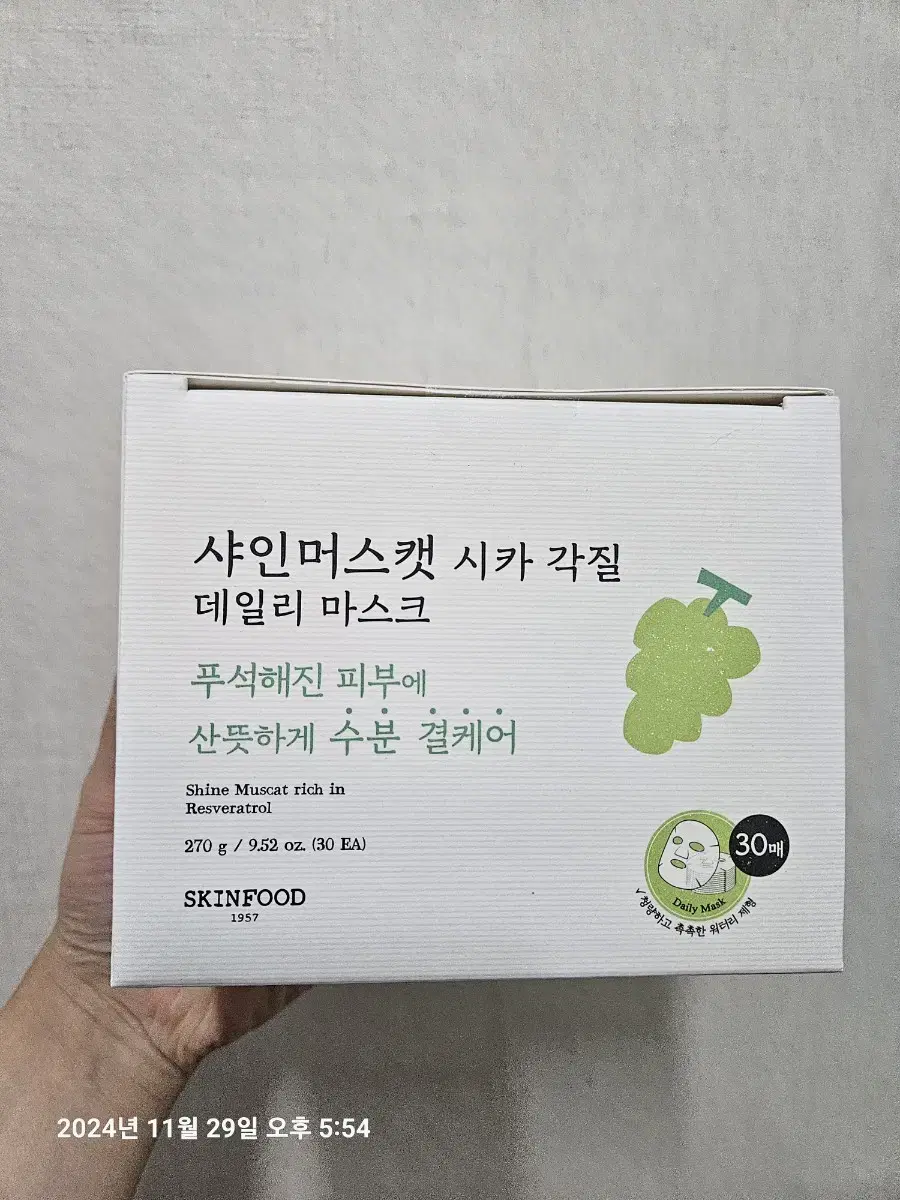 샤인머스캣 시카 각질
데일리 마스크
푸석해진 피부에
산뜻하게 수분 결케어
Shine Muscat rich in
Resveratrol
270 g / 9.52 oz. (30 EA)
SKINFOOD
1957
30매
Daily Mask
✓ 청량하고 촉촉한 워터리 제형
2024년 11월 29일 오후 5:54